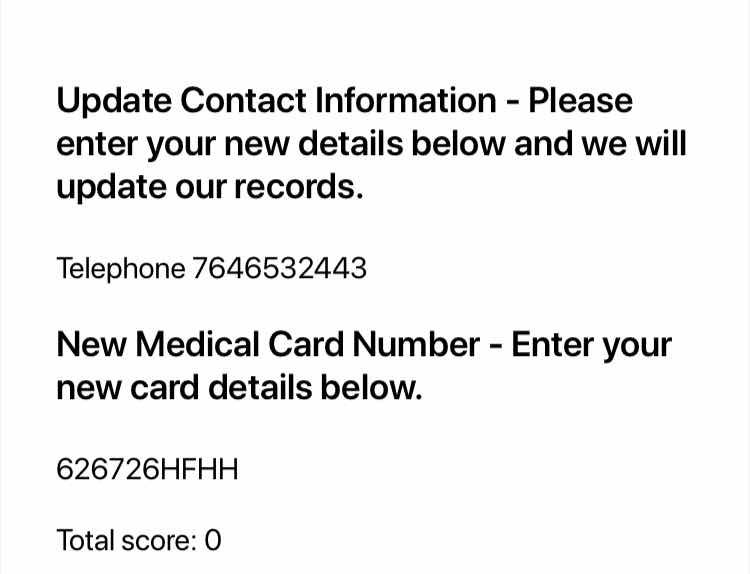 Update Contact Information - Please
enter your new details below and we will
update our records.
Telephone 7646532443
New Medical Card Number - Enter your
new card details below.
626726HFHH
Total score: 0